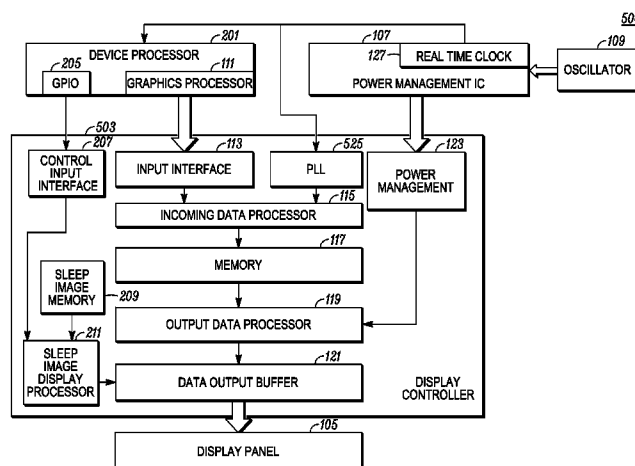 50
201
107
109
DEVICE PROCESSOR
127
REAL TIME CLOCK
205
111
GPIO
GRAPHICS PROCESSOR
POWER MANAGEMENT IC
OSCILLATOR
503
207
113
525
123
CONTROL
INPUT
INTERFACE
INPUT INTERFACE
PLL
POWER
MANAGEMENT
115
INCOMING DATA PROCESSOR
117
MEMORY
SLEEP
IMAGE
MEMORY
209
119
OUTPUT DATA PROCESSOR
211
SLEEP
IMAGE
DISPLAY
PROCESSOR
121
DATA OUTPUT BUFFER
DISPLAY
CONTROLLER
105
DISPLAY PANEL